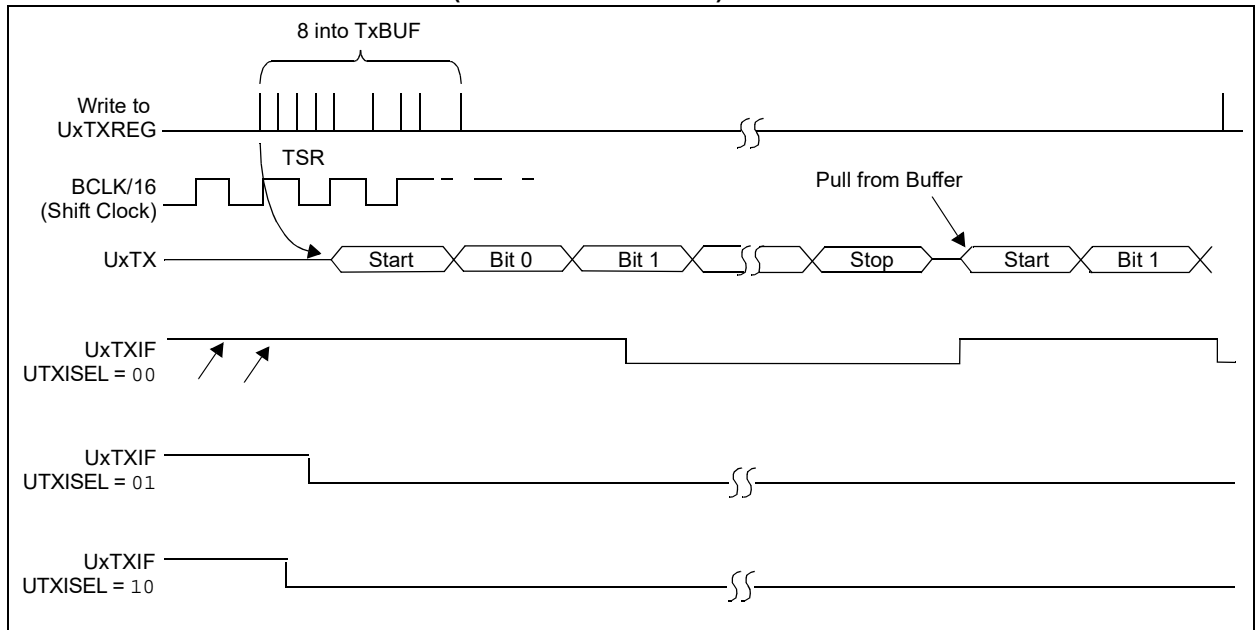 8 into TxBUF
Write to
UxTXREG
TSR
BCLK/16
(Shift Clock)
Pull from Buffer
UxTX
Start
Bit 0
Bit 1
Stop
Start
Bit 1
UxTXIF
UTXISEL = 00
UxTXIF
UTXISEL = 01
UxTXIF
UTXISEL = 10